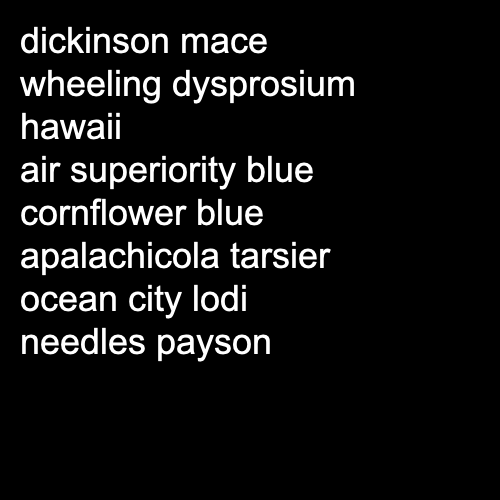 dickinson mace
wheeling dysprosium
hawaii
air superiority blue
cornflower blue
apalachicola tarsier
ocean city lodi
needles payson